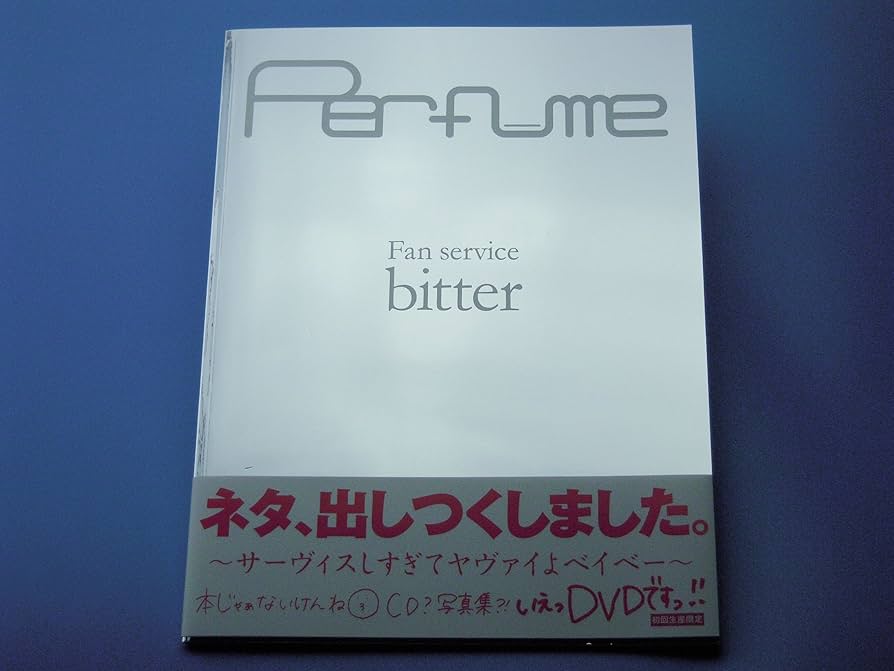 Perfume
Fan service
bitter
ネタ、出しつくしました。
～サーヴィスしすぎてヤヴァイよベイベー～
本じゃぁないけんね③ CD?写真集?! いえっDVDですっ!!
初回生産限定